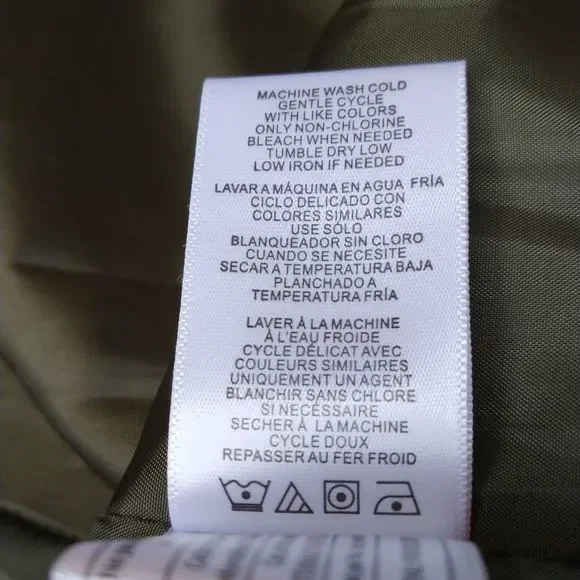 MACHINE WASH COLD
GENTLE CYCLE
WITH LIKE COLORS
ONLY NON-CHLORINE
BLEACH WHEN NEEDED
TUMBLE DRY LOW
LOW IRON IF NEEDED
LAVAR A MÁQUINA EN AGUA FRÍA
CICLO DELICADO CON
COLORES SIMILARES
USE SÓLO
BLANQUEADOR SIN CLORO
CUANDO SE NECESITE
SECAR A TEMPERATURA BAJA
PLANCHADO A
TEMPERATURA FRÍA
LAVER À LA MACHINE
À L'EAU FROIDE
CYCLE DÉLICAT AVEC
COULEURS SIMILAIRES
UNIQUEMENT UN AGENT
BLANCHIR SANS CHLORE
SI NÉCESSAIRE
SECHER À LA MACHINE
CYCLE DOUX
REPASSER AU FER FROID